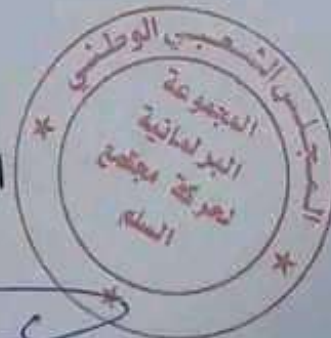 المجلس الشعبي الوطني
المجموعة
البرلمانية
لحركة مجتمع
السلم